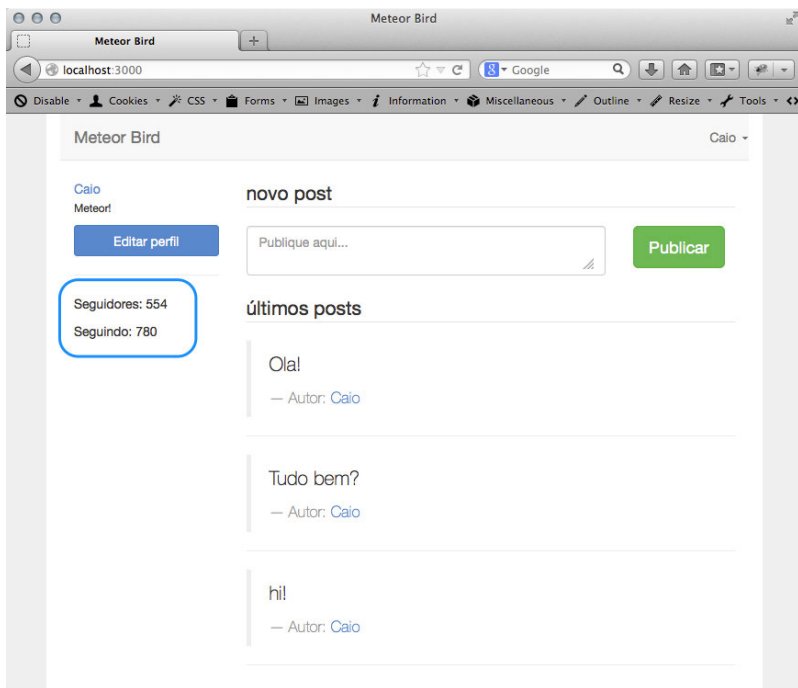 Meteor Bird
Meteor Bird
localhost:3000
Google
Disable Cookies CSS Forms Images Information Miscellaneous Outline Resize Tools
Meteor Bird
Caio
Caio
Meteor!
Editar perfil
Seguidores: 554
Seguindo: 780
novo post
Publique aqui...
Publicar
últimos posts
Ola!
— Autor: Caio
Tudo bem?
— Autor: Caio
hi!
— Autor: Caio